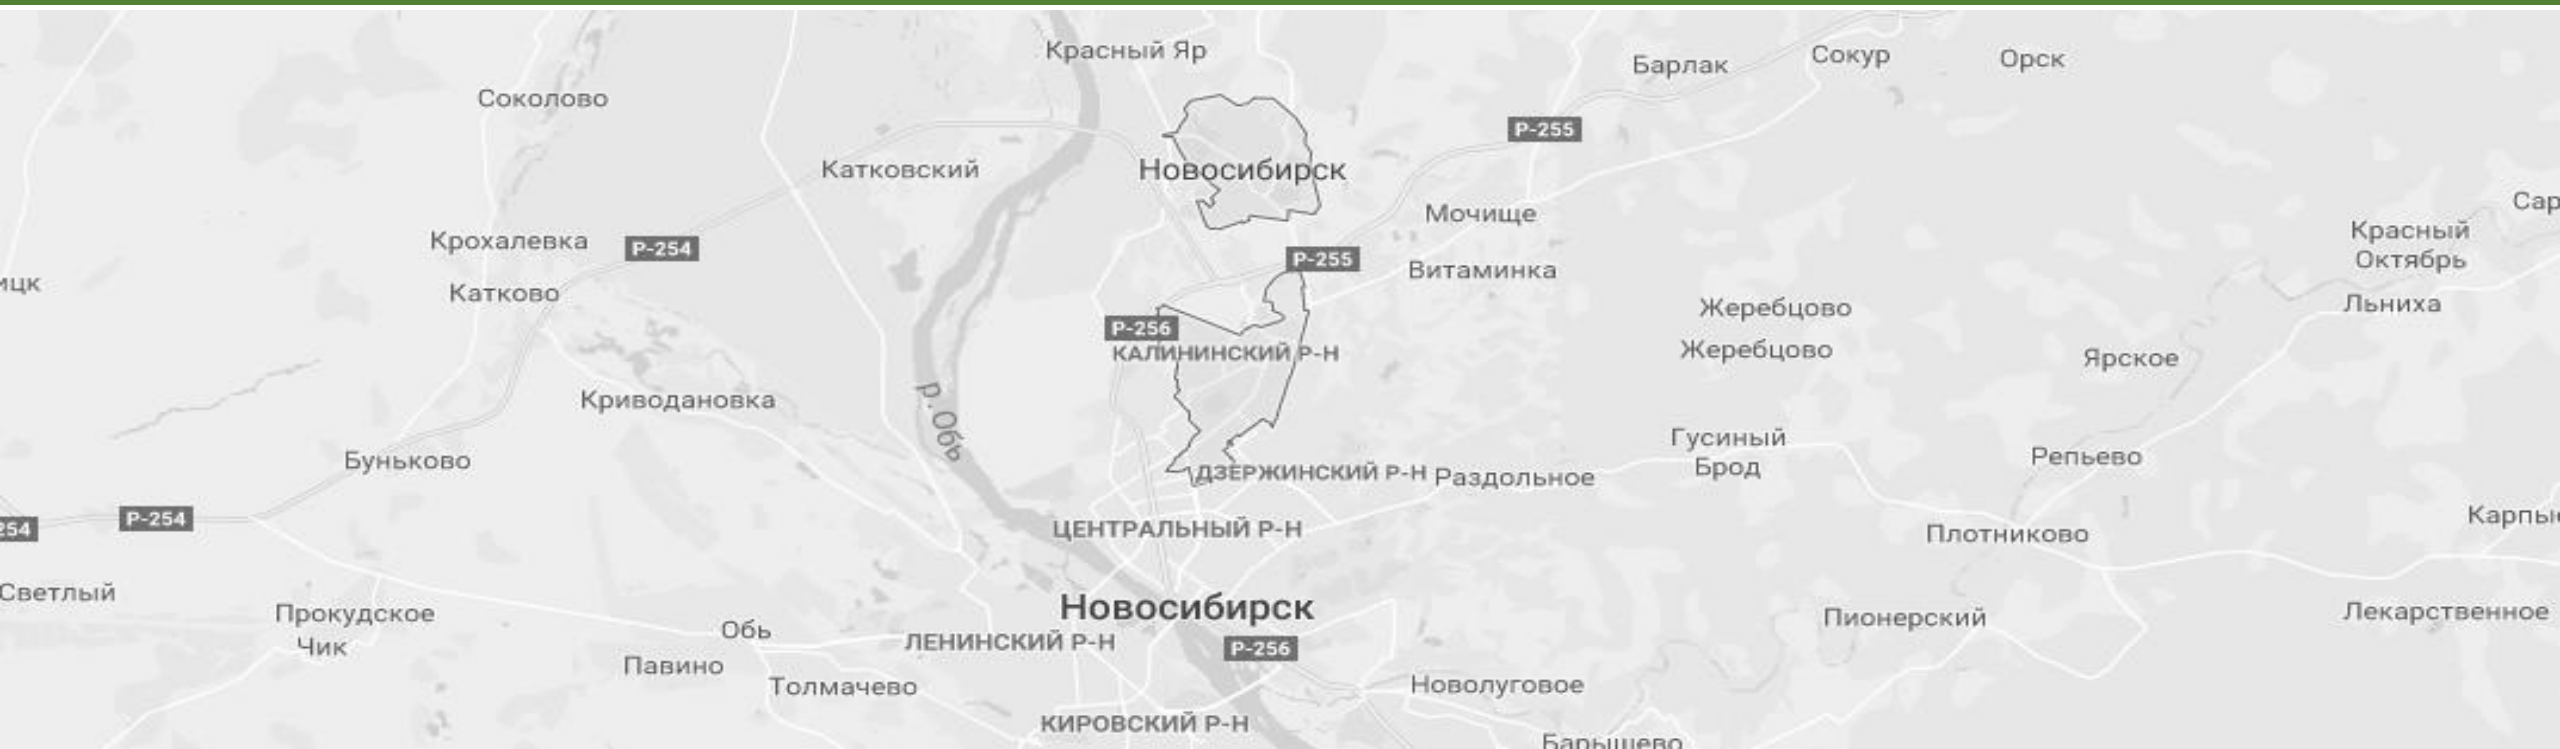 Красный Яр
Барлак
Сокур
Орск
Соколово
Р-255
Катковский
Новосибирск
Мочище
Сар
Крохалевка
Р-254
Красный
Октябрь
Р-255
Витаминка
ицк
Катково
Жеребцово
Льниха
Р-256
КАЛИНИНСКИЙ Р-Н
Жеребцово
Ярское
Криводановка
р. Обь
Гусиный
Брод
Буньково
ДЗЕРЖИНСКИЙ Р-Н
Раздольное
Репьево
254
Р-254
ЦЕНТРАЛЬНЫЙ Р-Н
Плотниково
Карпы
Светлый
Прокудское
Чик
Новосибирск
Пионерский
Лекарственное
Обь
ЛЕНИНСКИЙ Р-Н
Р-256
Павино
Толмачево
Новолуговое
КИРОВСКИЙ Р-Н
Барышево